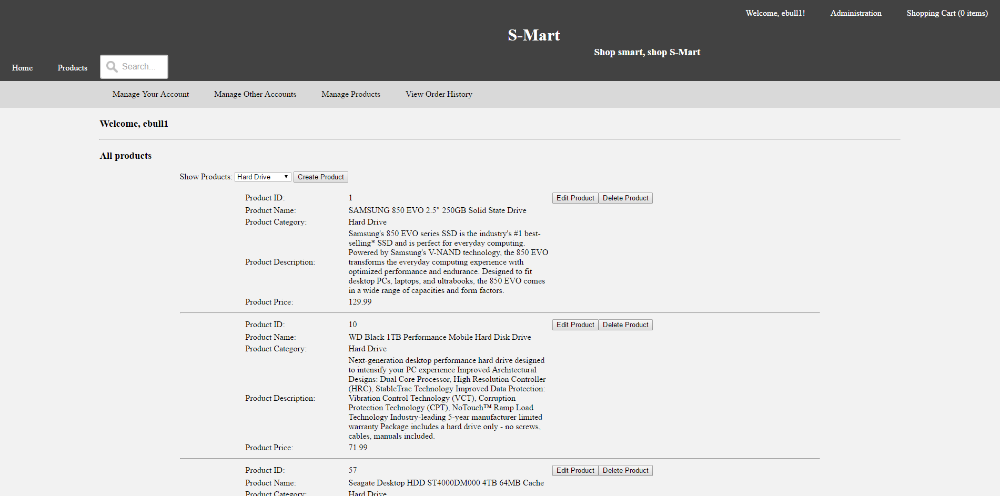 Welcome, ebull1! Administration Shopping Cart (0 items)
S-Mart
Shop smart, shop S-Mart
Home Products Search...
Manage Your Account Manage Other Accounts Manage Products View Order History
Welcome, ebull1
All products
Show Products: Hard Drive Create Product
Product ID: 1 Edit Product Delete Product
Product Name: SAMSUNG 850 EVO 2.5" 250GB Solid State Drive
Product Category: Hard Drive
Samsung's 850 EVO series SSD is the industry's #1 best-
selling* SSD and is perfect for everyday computing.
Powered by Samsung's V-NAND technology, the 850 EVO
Product Description: transforms the everyday computing experience with
optimized performance and endurance. Designed to fit
desktop PCs, laptops, and ultrabooks, the 850 EVO comes
in a wide range of capacities and form factors.
Product Price: 129.99
Product ID: 10 Edit Product Delete Product
Product Name: WD Black 1TB Performance Mobile Hard Disk Drive
Product Category: Hard Drive
Next-generation desktop performance hard drive designed
to intensify your PC experience Improved Architectural
Designs: Dual Core Processor, High Resolution Controller
(HRC), StableTrac Technology Improved Data Protection:
Product Description: Vibration Control Technology (VCT), Corruption
Protection Technology (CPT), NoTouch™ Ramp Load
Technology Industry-leading 5-year manufacturer limited
warranty Package includes a hard drive only - no screws,
cables, manuals included.
Product Price: 71.99
Product ID: 57 Edit Product Delete Product
Product Name: Seagate Desktop HDD ST4000DM000 4TB 64MB Cache
Product Category: Hard Drive